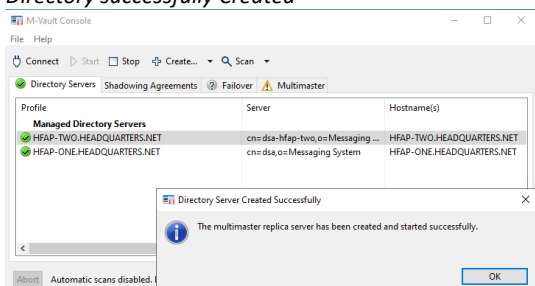 Directory successfully Created
M-Vault Console
File Help
Connect Start Stop Create... Scan
Directory Servers Shadowing Agreements Failover Multimaster
Profile Server Hostname(s)
Managed Directory Servers
HFAP-TWO.HEADQUARTERS.NET cn=dsa-hfap-two,o=Messaging ... HFAP-TWO.HEADQUARTERS.NET
HFAP-ONE.HEADQUARTERS.NET cn=dsa,o=Messaging System HFAP-ONE.HEADQUARTERS.NET
Directory Server Created Successfully
The multimaster replica server has been created and started successfully.
OK
Abort Automatic scans disabled.